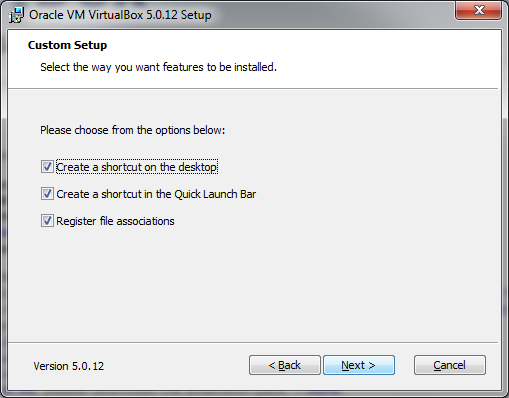 Oracle VM VirtualBox 5.0.12 Setup
Custom Setup
Select the way you want features to be installed.
Please choose from the options below:
Create a shortcut on the desktop
Create a shortcut in the Quick Launch Bar
Register file associations
Version 5.0.12
< Back
Next >
Cancel